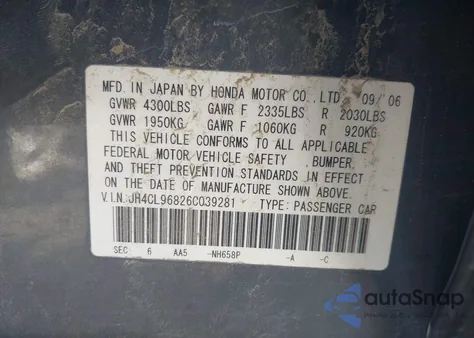 MFD. IN JAPAN BY HONDA MOTOR CO., LTD. 09/06
GVWR 4300LBS GAWR F 2335LBS R 2030LBS
GVWR 1950KG GAWR F 1060KG R 920KG
THIS VEHICLE CONFORMS TO ALL APPLICABLE
FEDERAL MOTOR VEHICLE SAFETY, BUMPER,
AND THEFT PREVENTION STANDARDS IN EFFECT
ON THE DATE OF MANUFACTURE SHOWN ABOVE.
V.I.N.: JH4CL96826C039281 TYPE: PASSENGER CAR
SEC 6 AA5 -NH658P -A -C
autoSnap